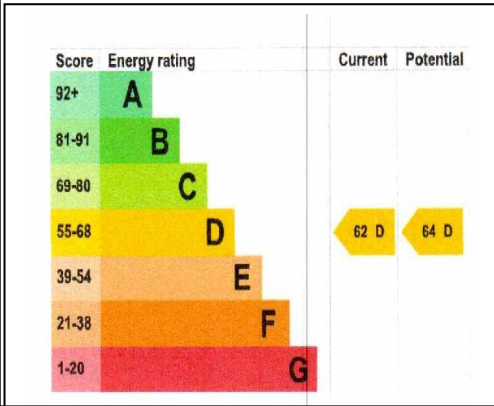 Score Energy rating Current Potential
92+ A
81-91 B
69-80 C
55-68 D 62 D 64 D
39-54 E
21-38 F
1-20 G